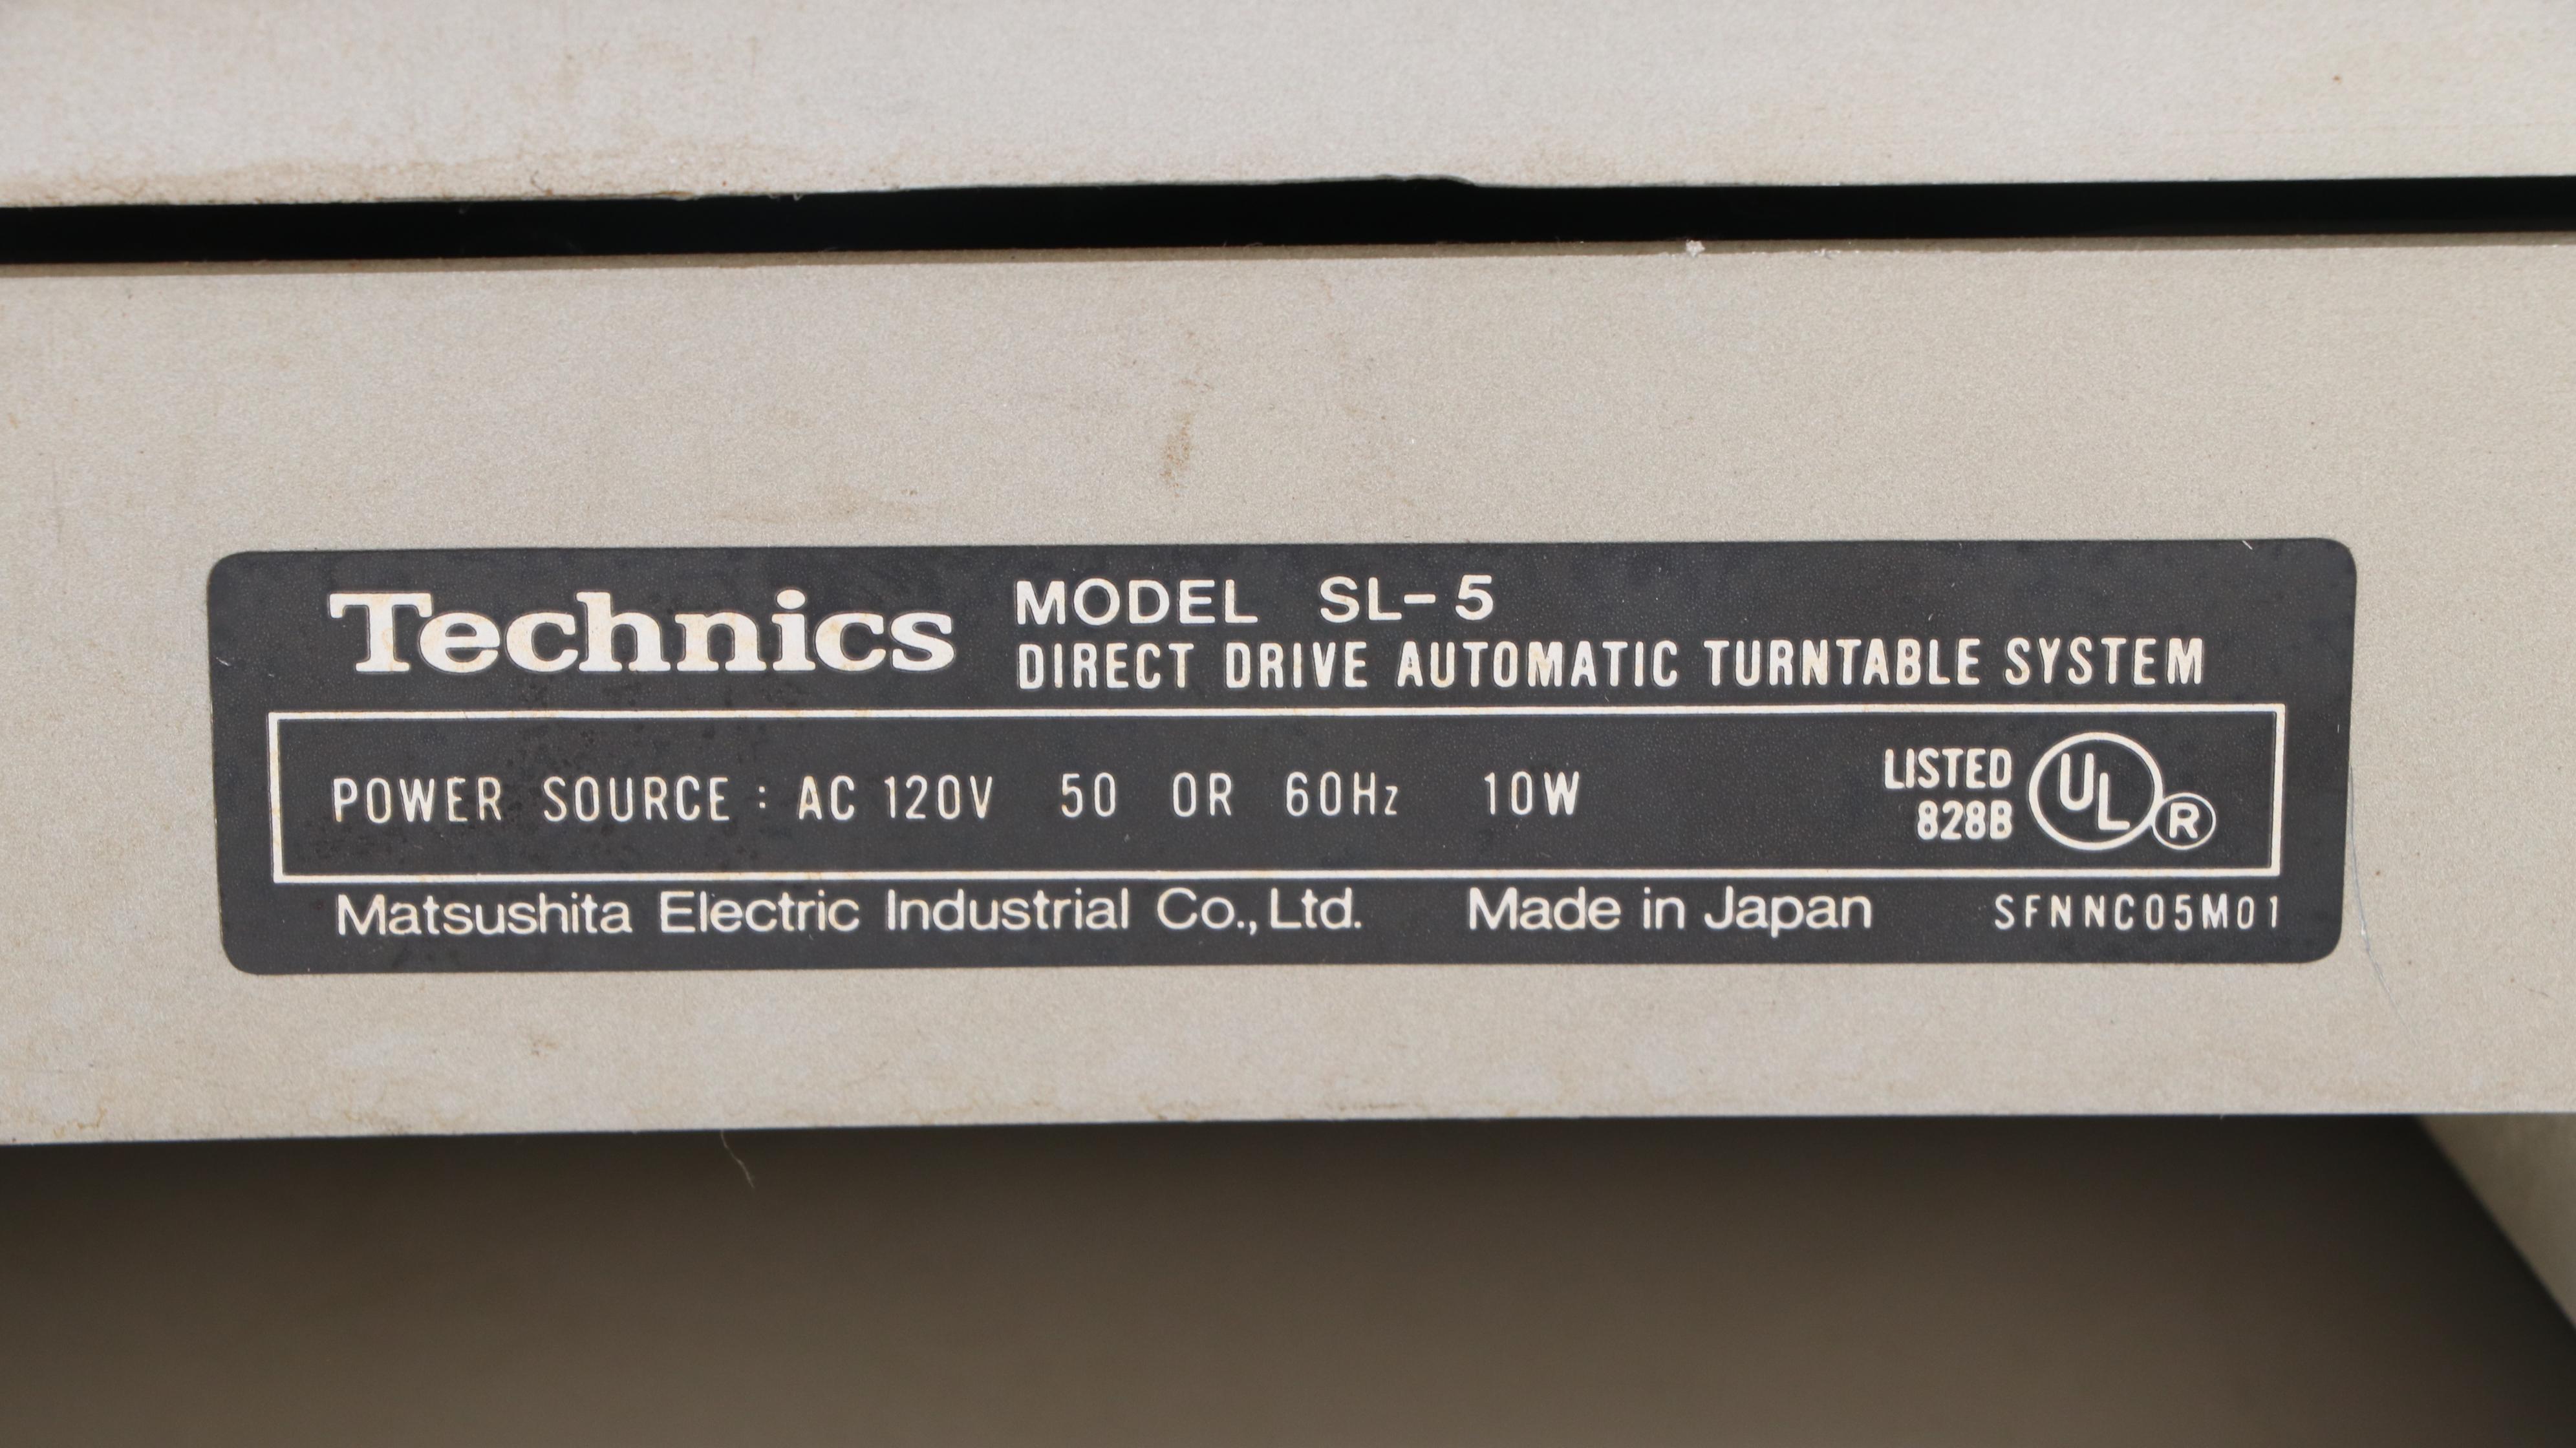 Technics MODEL SL-5
DIRECT DRIVE AUTOMATIC TURNTABLE SYSTEM
POWER SOURCE : AC 120V 50 OR 60Hz 10W
LISTED
828B
UL
R
Matsushita Electric Industrial Co., Ltd. Made in Japan SFNNC05M01